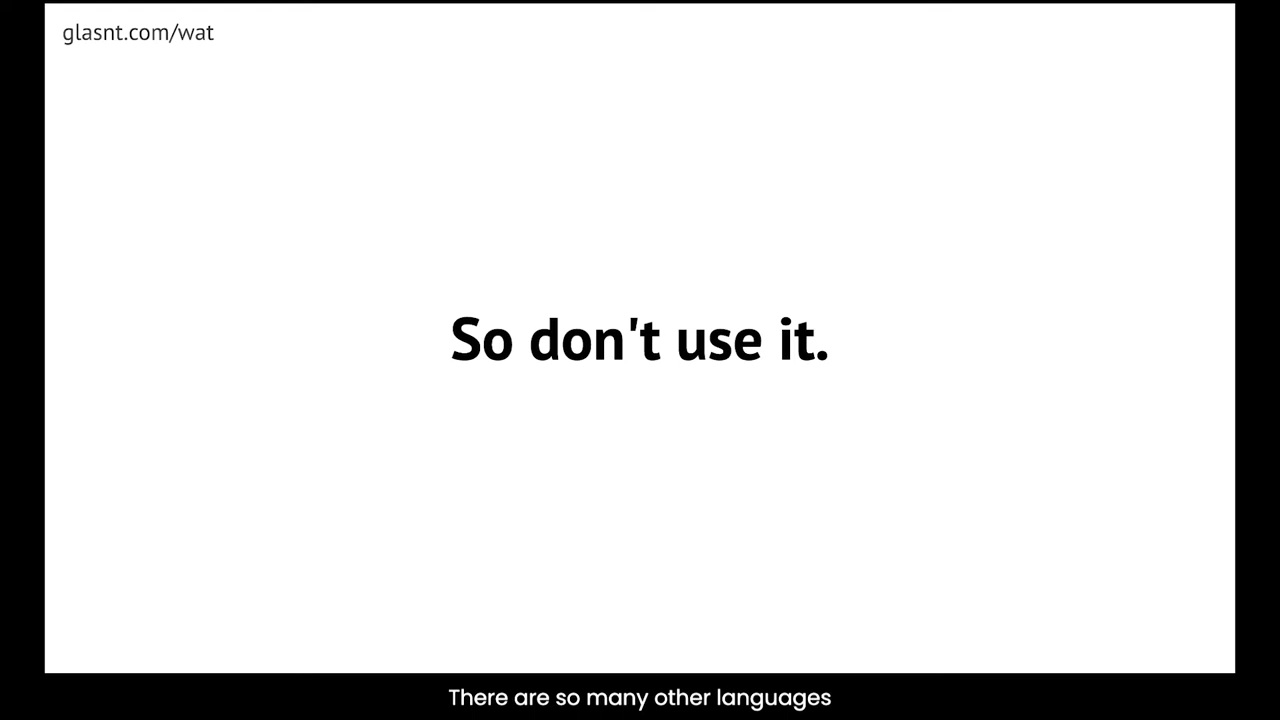 glasnt.com/wat
So don't use it.
There are so many other languages